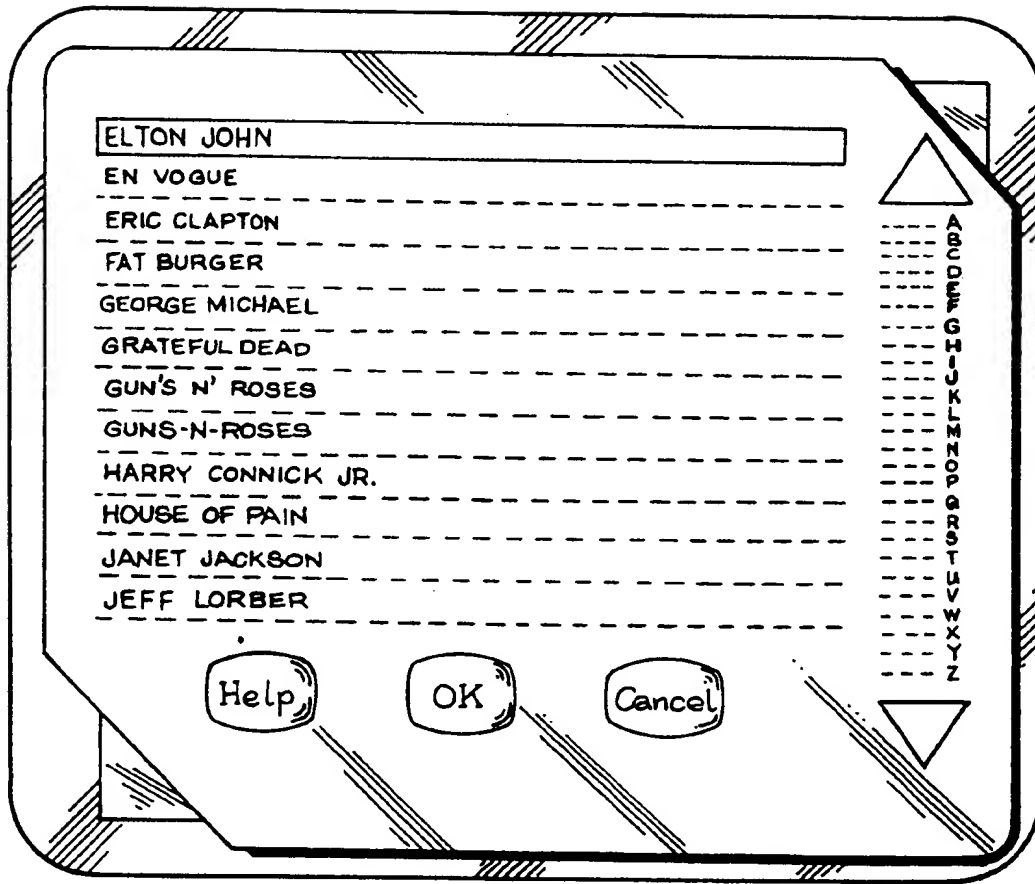 ELTON JOHN
EN VOGUE
ERIC CLAPTON
FAT BURGER
GEORGE MICHAEL
GRATEFUL DEAD
GUN'S N' ROSES
GUNS-N-ROSES
HARRY CONNICK JR.
HOUSE OF PAIN
JANET JACKSON
JEFF LORBER
A
B
C
D
E
F
G
H
I
J
K
L
M
N
O
P
Q
R
S
T
U
V
W
X
Y
Z
Help OK Cancel